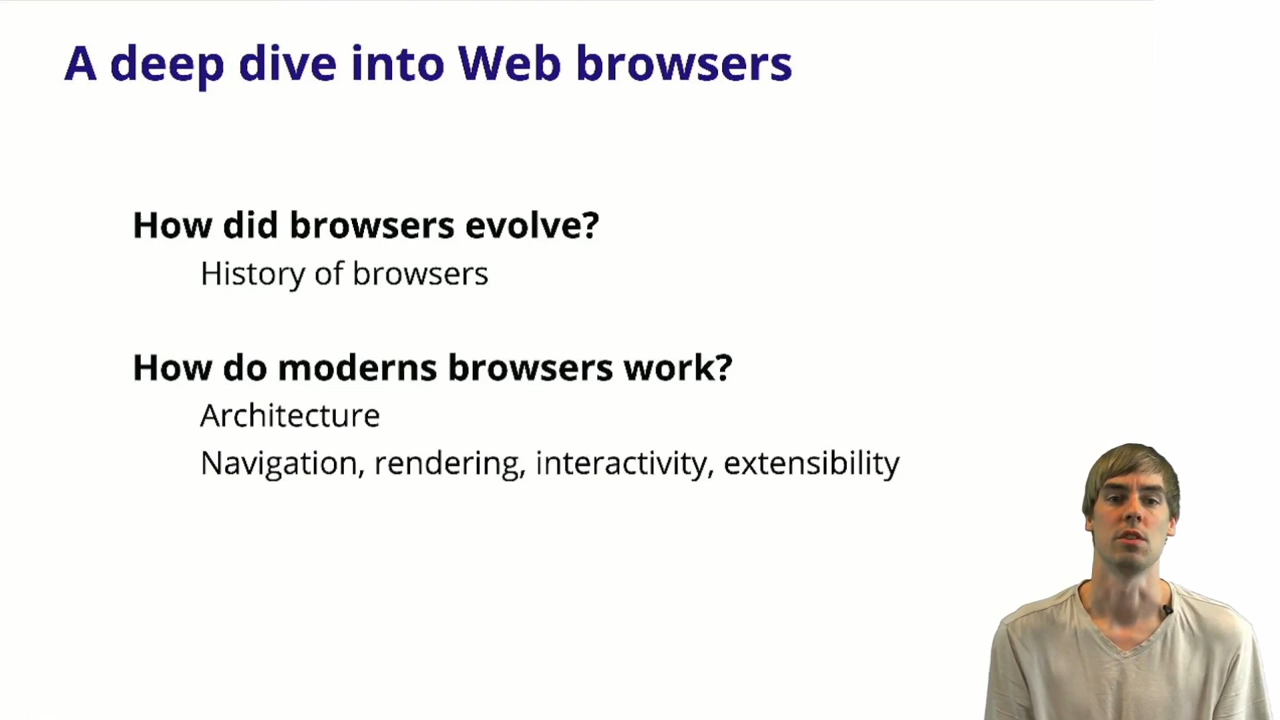 A deep dive into Web browsers
How did browsers evolve?
History of browsers
How do moderns browsers work?
Architecture
Navigation, rendering, interactivity, extensibility